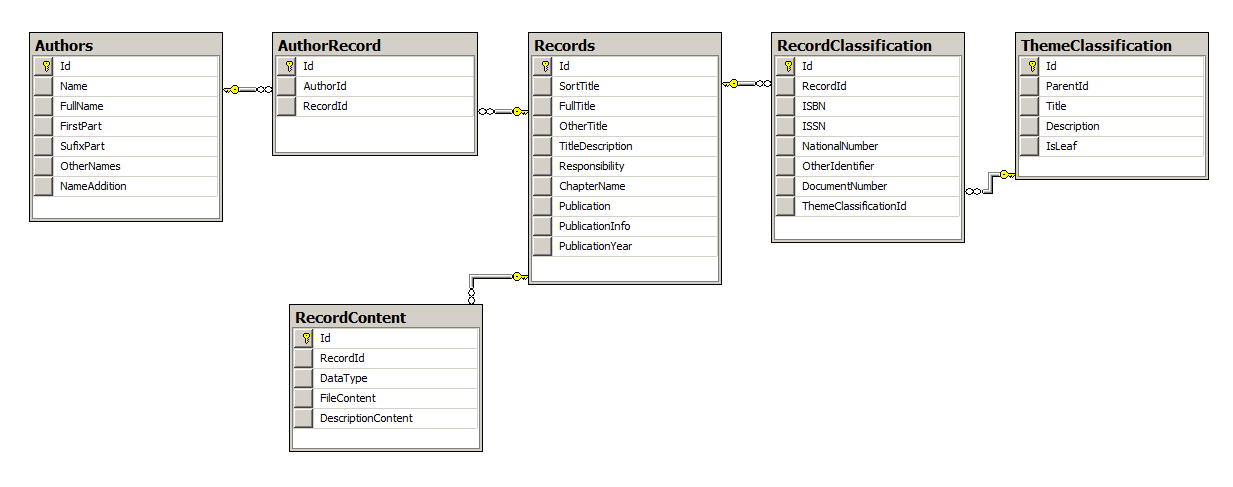 Authors
Id
Name
FullName
FirstPart
SufixPart
OtherNames
NameAddition
AuthorRecord
Id
AuthorId
RecordId
Records
Id
SortTitle
FullTitle
OtherTitle
TitleDescription
Responsibility
ChapterName
Publication
PublicationInfo
PublicationYear
RecordClassification
Id
RecordId
ISBN
ISSN
NationalNumber
OtherIdentifier
DocumentNumber
ThemeClassificationId
ThemeClassification
Id
ParentId
Title
Description
IsLeaf
RecordContent
Id
RecordId
DataType
FileContent
DescriptionContent